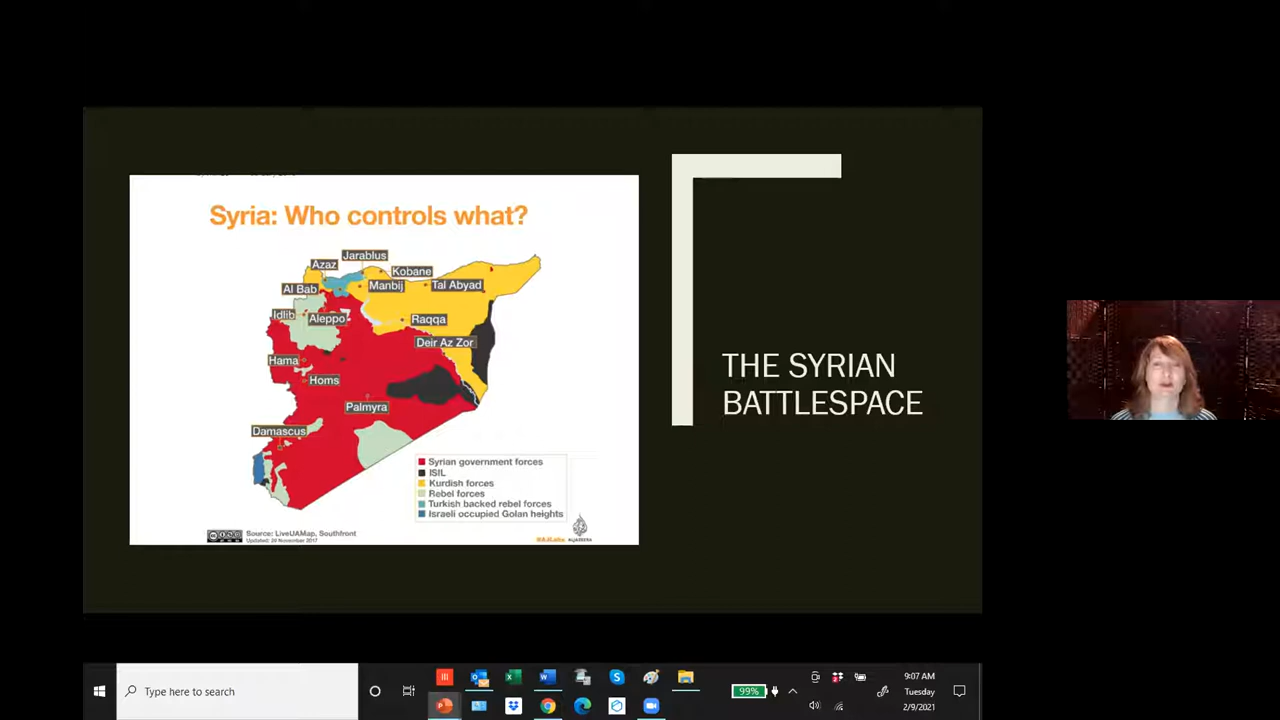 Syria: Who controls what?
Jarablus
Azaz
Kobane
Al Bab
Manbij
Tal Abyad
Idlib
Aleppo
Raqqa
Deir Az Zor
Hama
Homs
Palmyra
Damascus
Syrian government forces
ISIL
Kurdish forces
Rebel forces
Turkish backed rebel forces
Israeli occupied Golan heights
Source: LiveUAMap, Southfront
@AJLabs
ALJAZEERA
THE SYRIAN
BATTLESPACE
Type here to search
99%
9:07 AM
Tuesday
2/9/2021